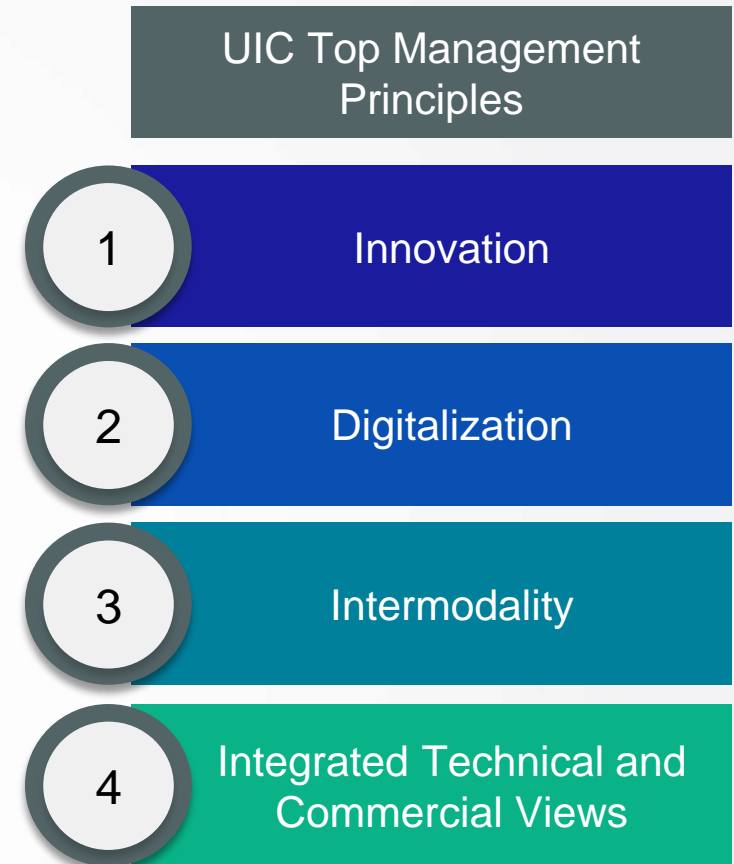 UIC Top Management
Principles
1
Innovation
2
Digitalization
3
Intermodality
4
Integrated Technical and
Commercial Views